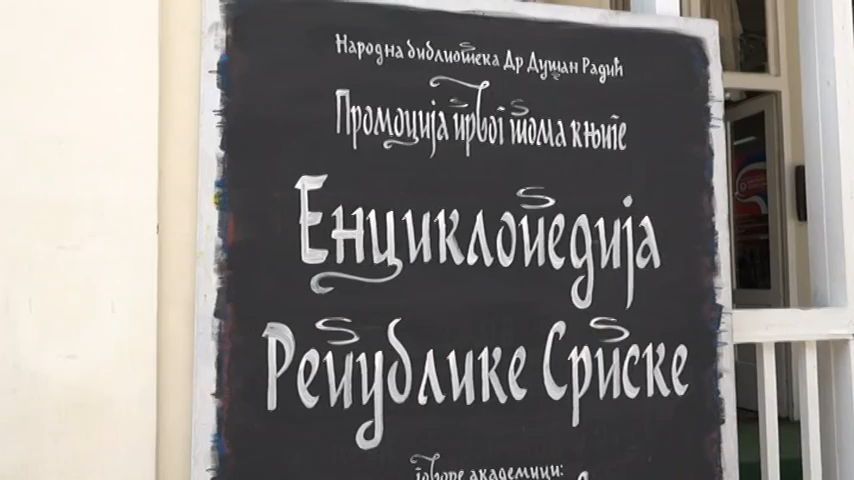 Народна библиотека Др Душан Радић
Промоција првог тома књиге
Енциклопедија
Републике Српске
говоре академици: